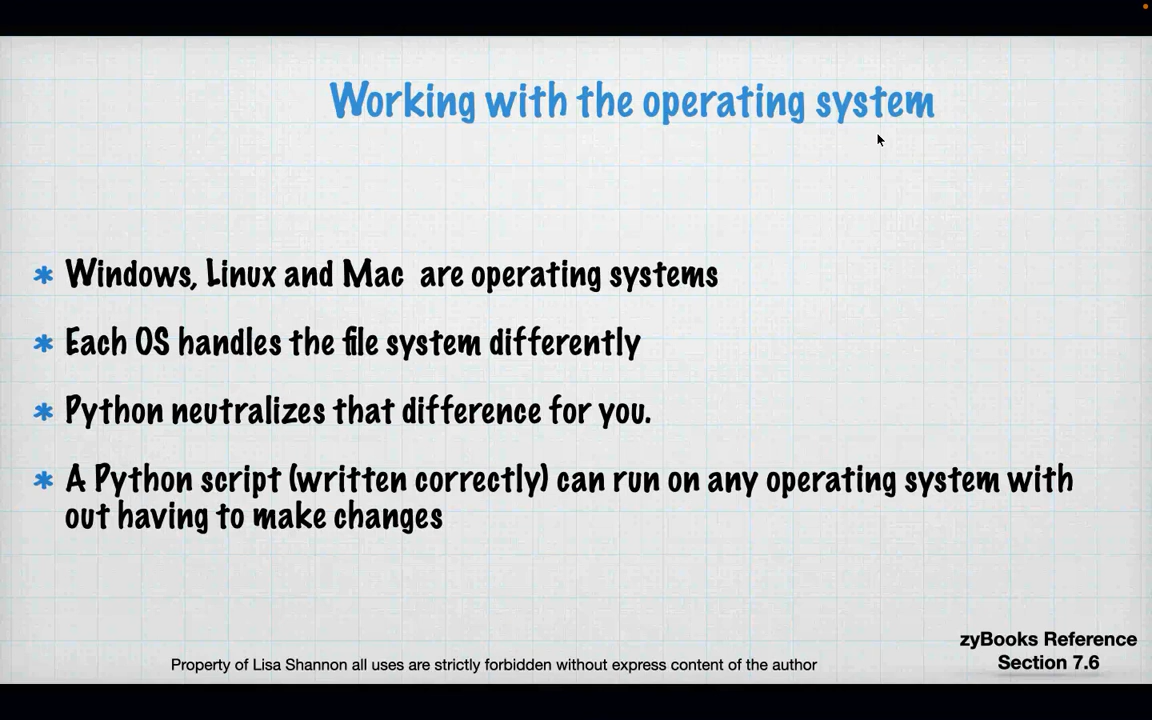 Working with the operating system
* Windows, Linux and Mac  are operating systems
* Each OS handles the file system differently
* Python neutralizes that difference for you.
* A Python script (written correctly) can run on any operating system with
out having to make changes
zyBooks Reference
Section 7.6
Property of Lisa Shannon all uses are strictly forbidden without express content of the author